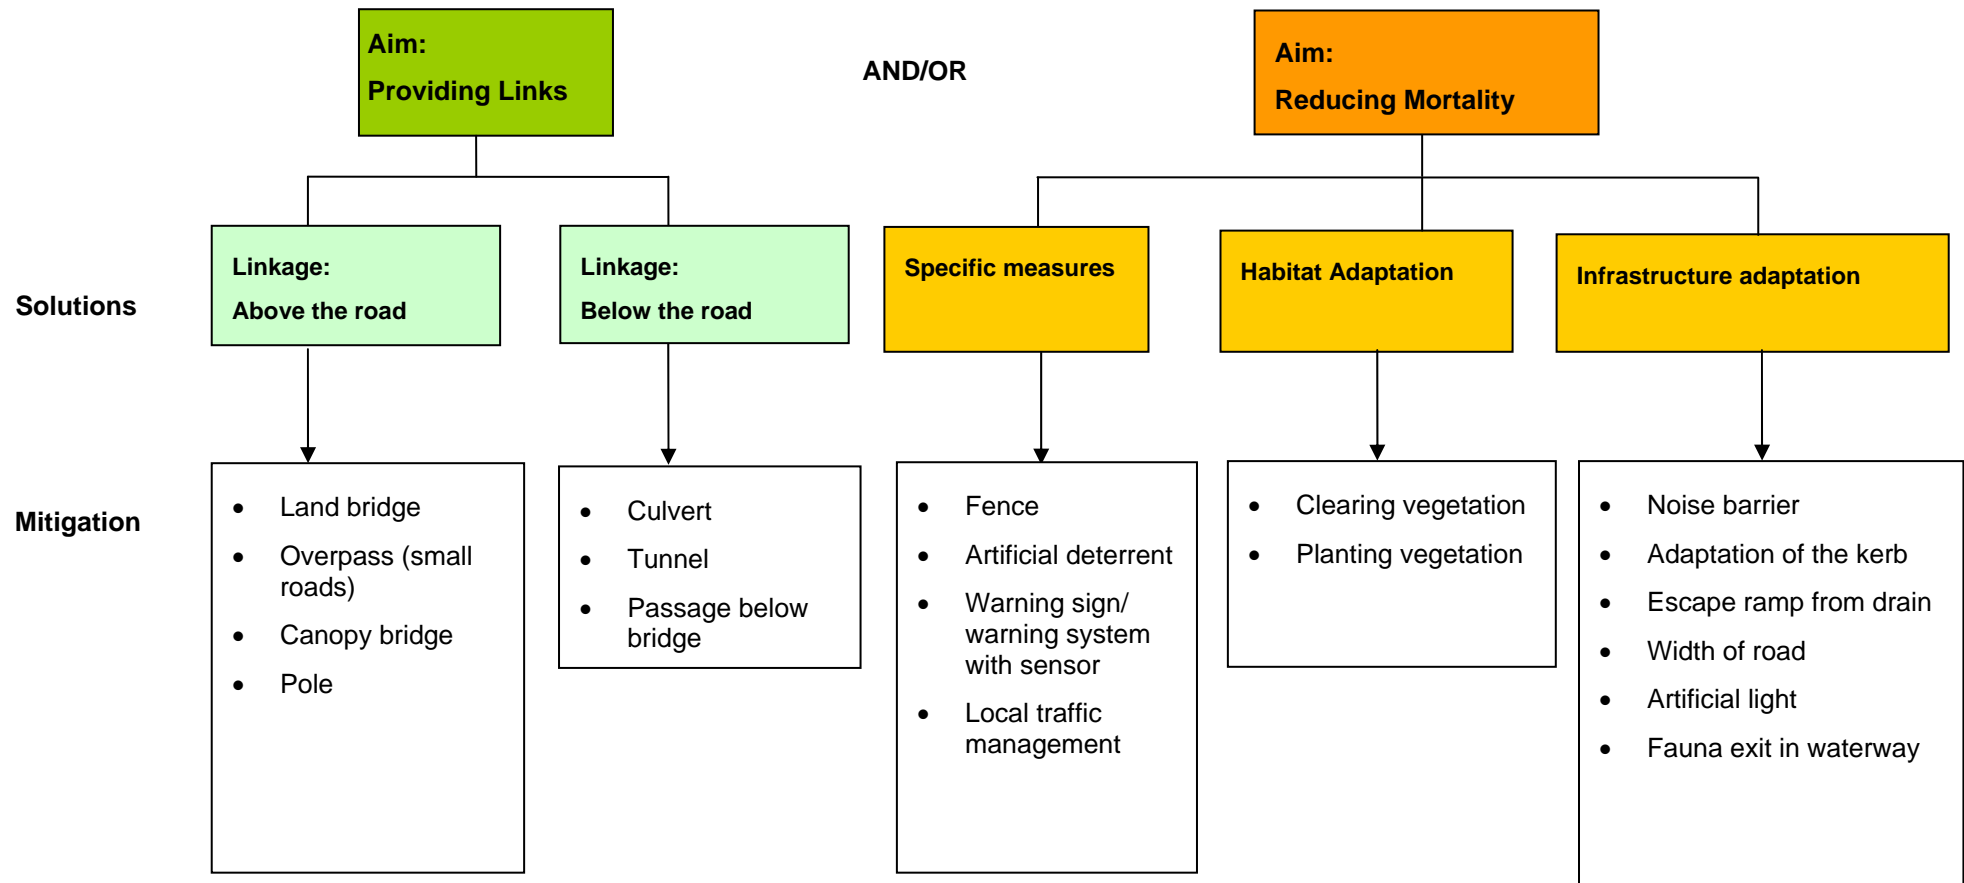 Aim:
Providing Links
AND/OR
Aim:
Reducing Mortality
Solutions
Linkage:
Above the road
Linkage:
Below the road
Specific measures
Habitat Adaptation
Infrastructure adaptation
Mitigation
• Land bridge
• Overpass (small
roads)
• Canopy bridge
• Pole
• Culvert
• Tunnel
• Passage below
bridge
• Fence
• Artificial deterrent
• Warning sign/
warning system
with sensor
• Local traffic
management
• Clearing vegetation
• Planting vegetation
• Noise barrier
• Adaptation of the kerb
• Escape ramp from drain
• Width of road
• Artificial light
• Fauna exit in waterway